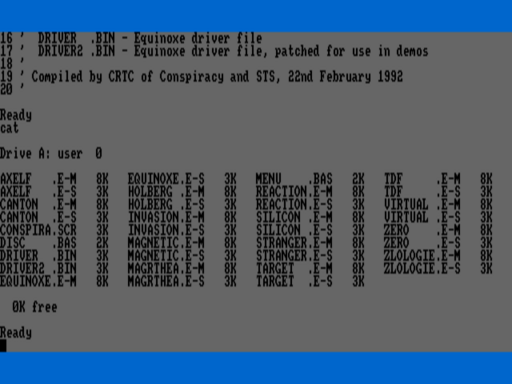 16 '  DRIVER  .BIN - Equinoxe driver file
17 '  DRIVER2 .BIN - Equinoxe driver file, patched for use in demos
18 '
19 ' Compiled by CRTC of Conspiracy and STS, 22nd February 1992
20 '
Ready
cat
Drive A: user  0
AXELF   .E-M   8K   EQUINOXE.E-S   3K   MENU    .BAS   2K   TDF     .E-M   8K
AXELF   .E-S   3K   HOLBERG .E-M   8K   REACTION.E-M   8K   TDF     .E-S   3K
CANTON  .E-M   8K   HOLBERG .E-S   3K   REACTION.E-S   3K   VIRTUAL .E-M   8K
CANTON  .E-S   3K   INVASION.E-M   8K   SILICON .E-M   8K   VIRTUAL .E-S   3K
CONSPIRA.SCR   3K   INVASION.E-S   3K   SILICON .E-S   3K   ZERO    .E-M   8K
DISC    .BAS   2K   MAGNETIC.E-M   8K   STRANGER.E-M   8K   ZERO    .E-S   3K
DRIVER  .BIN   3K   MAGNETIC.E-S   3K   STRANGER.E-S   3K   ZLOLOGIE.E-M   8K
DRIVER2 .BIN   3K   MAGRTHEA.E-M   8K   TARGET  .E-M   8K   ZLOLOGIE.E-S   3K
EQUINOXE.E-M   8K   MAGRTHEA.E-S   3K   TARGET  .E-S   3K
0K free
Ready